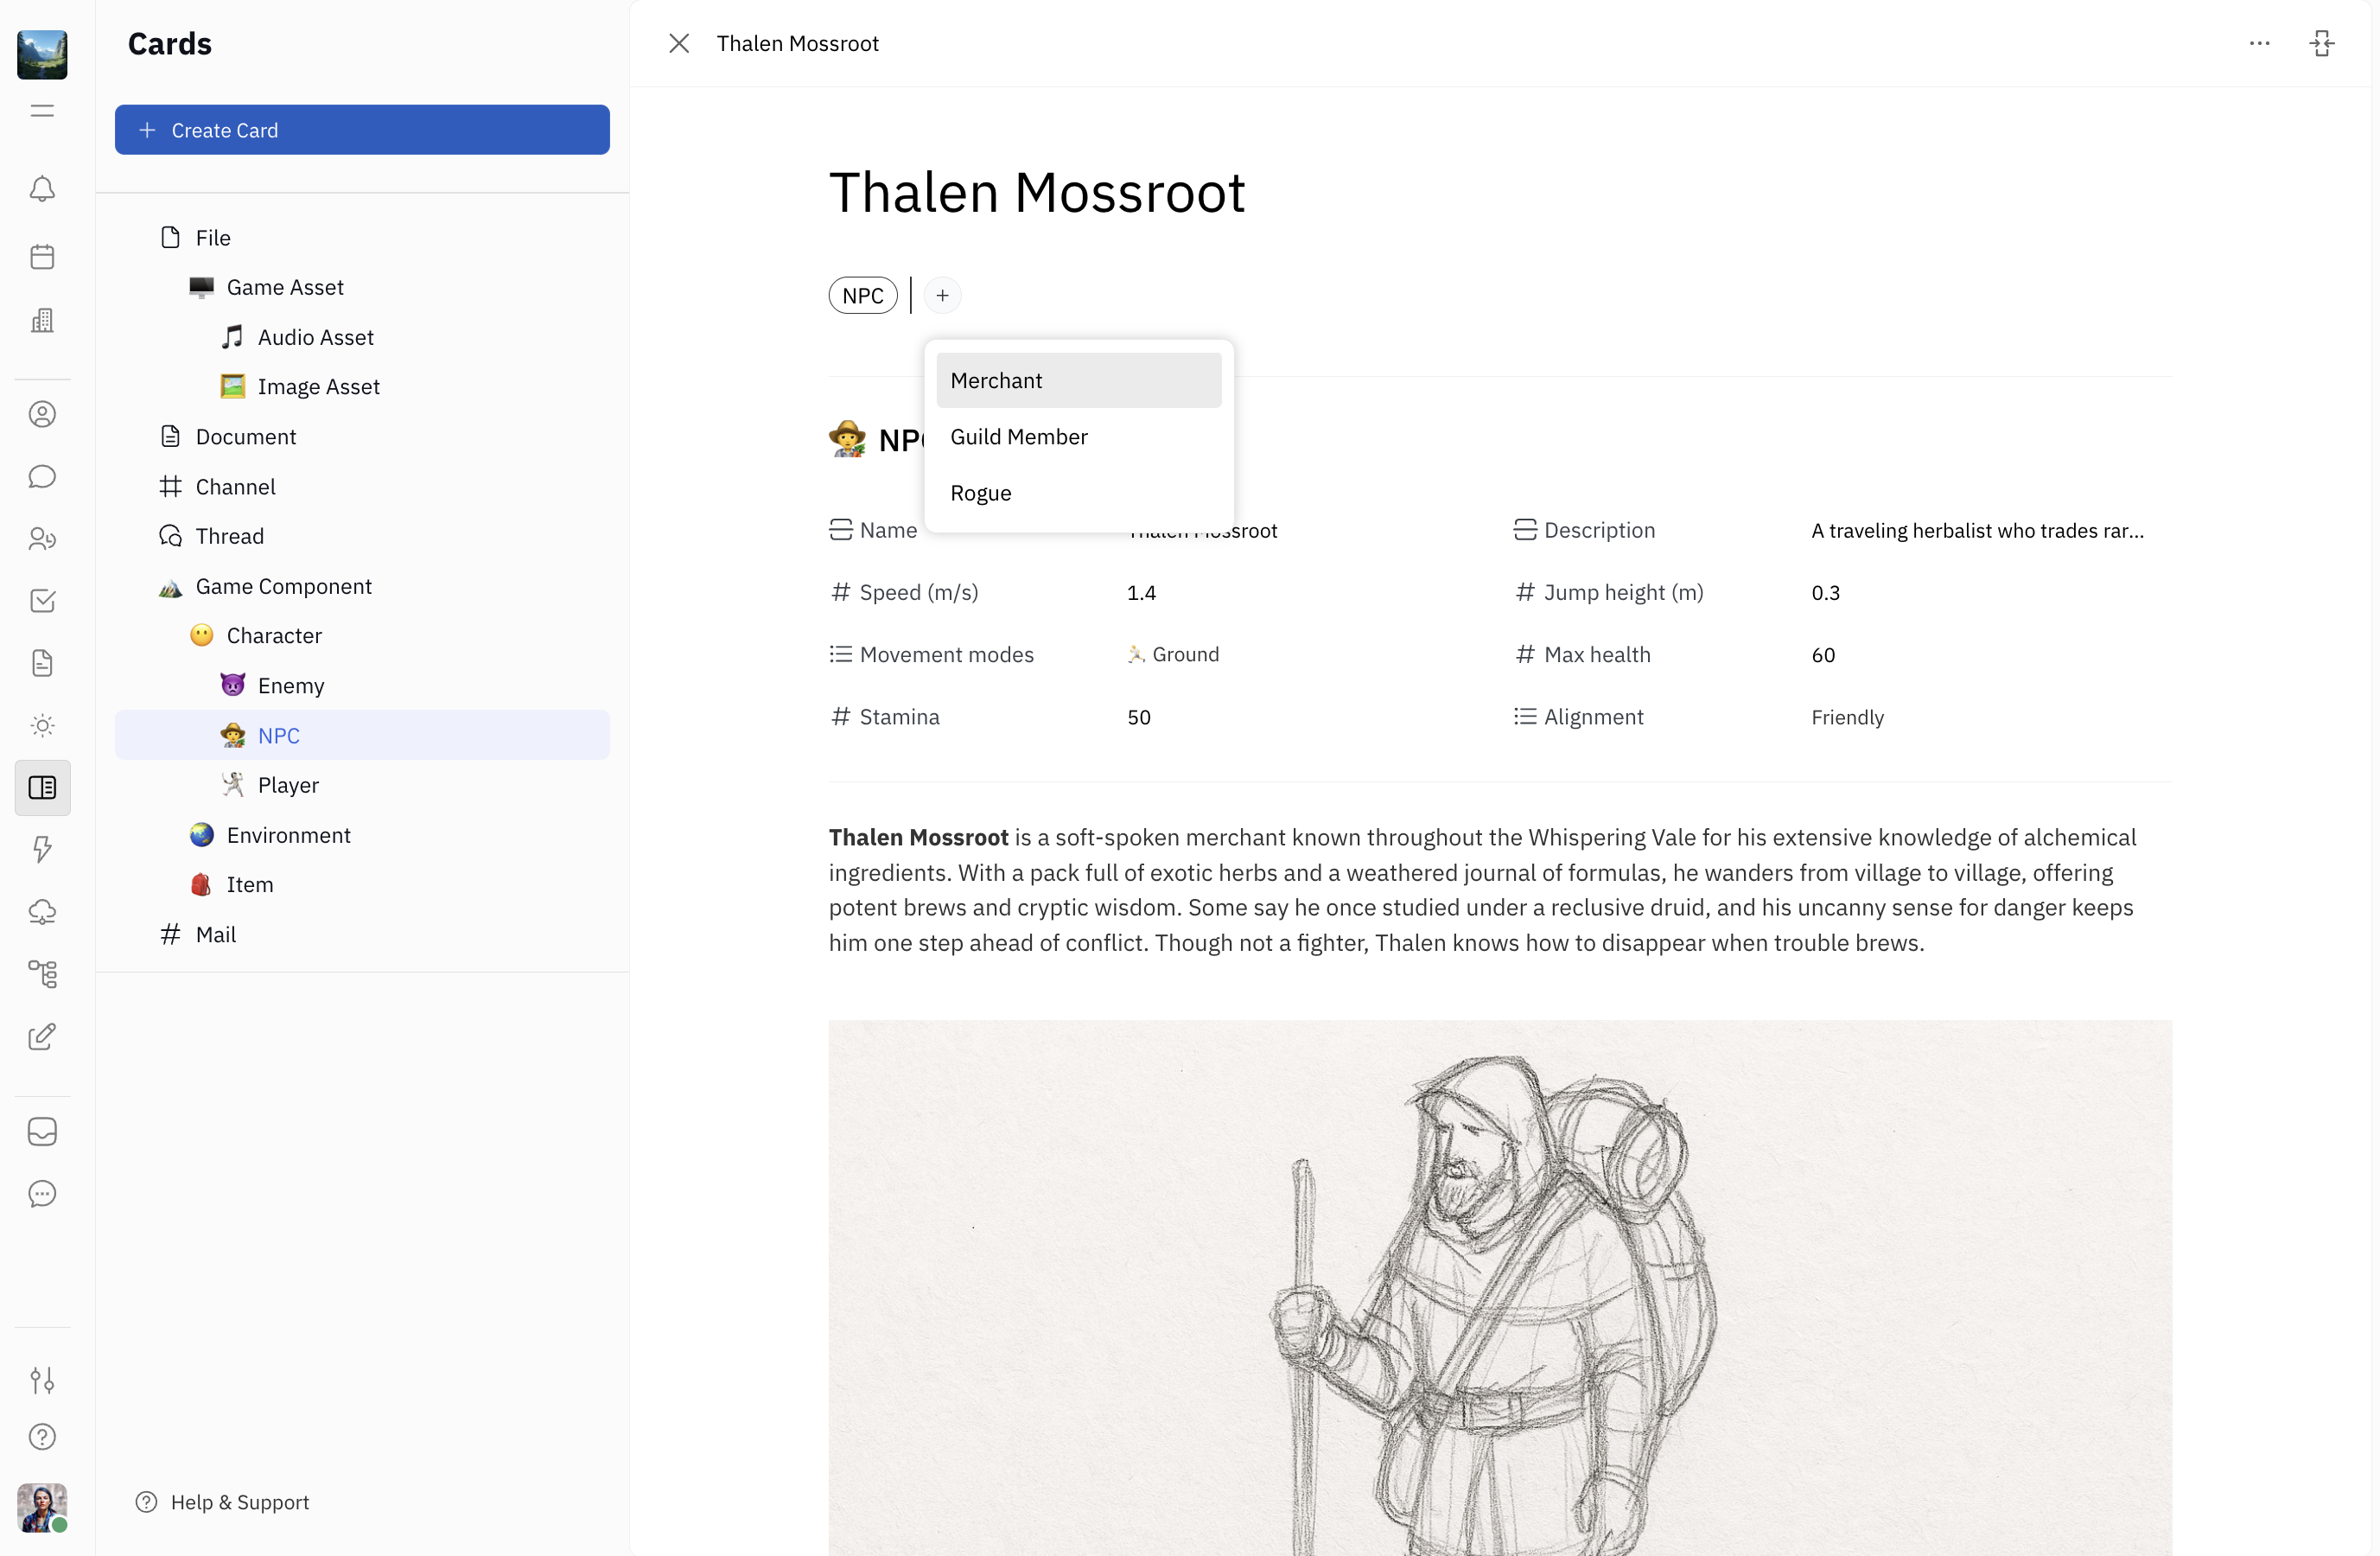 Cards
Create Card
File
Game Asset
Audio Asset
Image Asset
Document
Channel
Thread
Game Component
Character
Enemy
NPC
Player
Environment
Item
Mail
Help & Support
Thalen Mossroot
Thalen Mossroot
NPC
Merchant
Guild Member
Rogue
NP
Name
Thalen Mossroot
Description
A traveling herbalist who trades rar...
Speed (m/s)
1.4
Jump height (m)
0.3
Movement modes
Ground
Max health
60
Stamina
50
Alignment
Friendly
Thalen Mossroot is a soft-spoken merchant known throughout the Whispering Vale for his extensive knowledge of alchemical
ingredients. With a pack full of exotic herbs and a weathered journal of formulas, he wanders from village to village, offering
potent brews and cryptic wisdom. Some say he once studied under a reclusive druid, and his uncanny sense for danger keeps
him one step ahead of conflict. Though not a fighter, Thalen knows how to disappear when trouble brews.